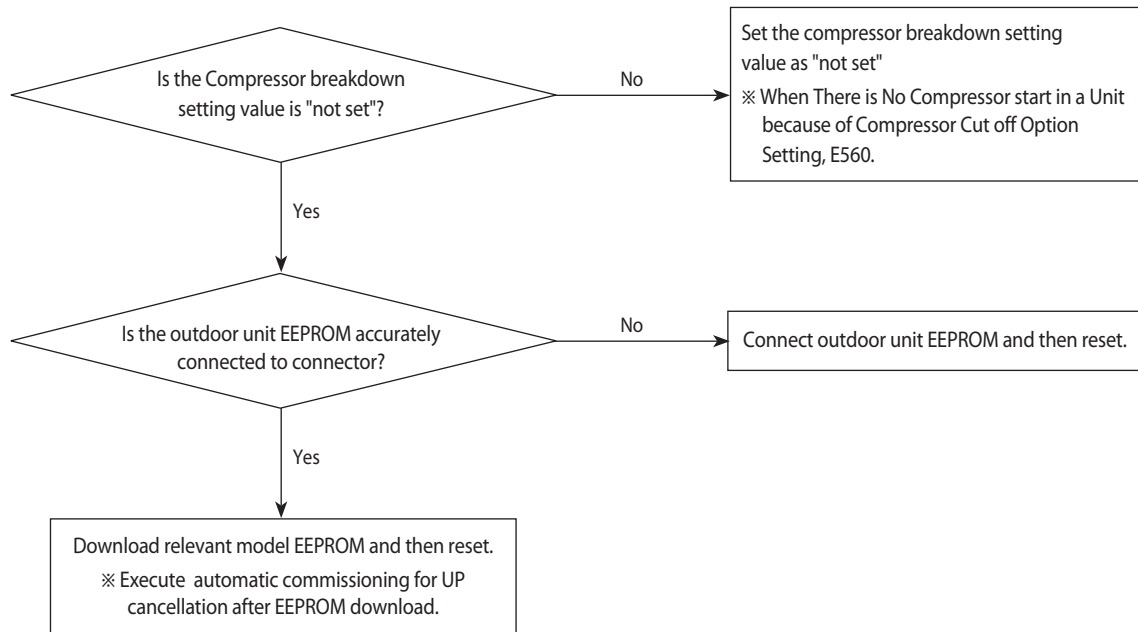 Is the Compressor breakdown
setting value is "not set"?
No
Set the compressor breakdown setting
value as "not set"
※ When There is No Compressor start in a Unit
because of Compressor Cut off Option
Setting, E560.
Yes
Is the outdoor unit EEPROM accurately
connected to connector?
No
Connect outdoor unit EEPROM and then reset.
Yes
Download relevant model EEPROM and then reset.
※ Execute automatic commissioning for UP
cancellation after EEPROM download.